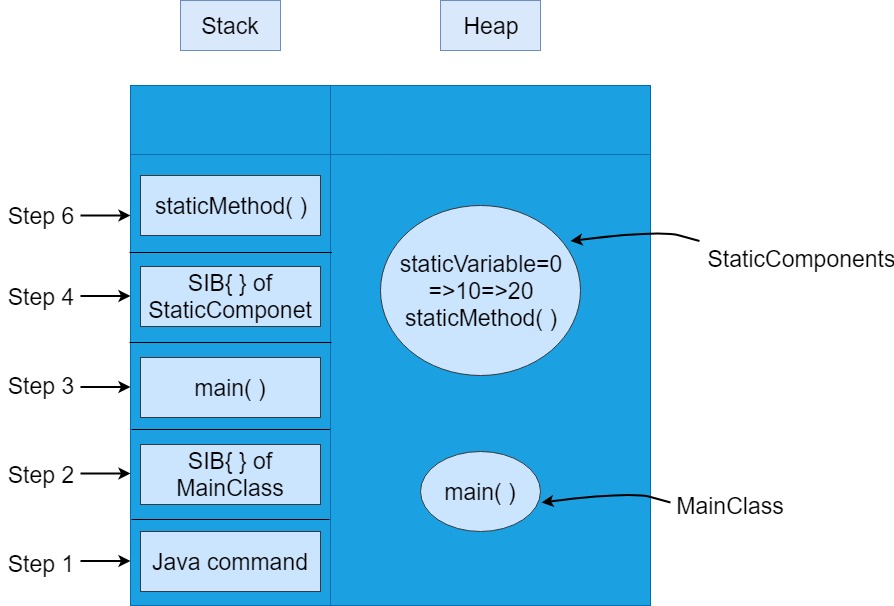 Stack
Heap
Step 6
staticMethod( )
Step 4
SIB{ } of
StaticComponet
Step 3
main( )
Step 2
SIB{ } of
MainClass
Step 1
Java command
staticVariable=0
=>10=>20
staticMethod( )
StaticComponents
main( )
MainClass